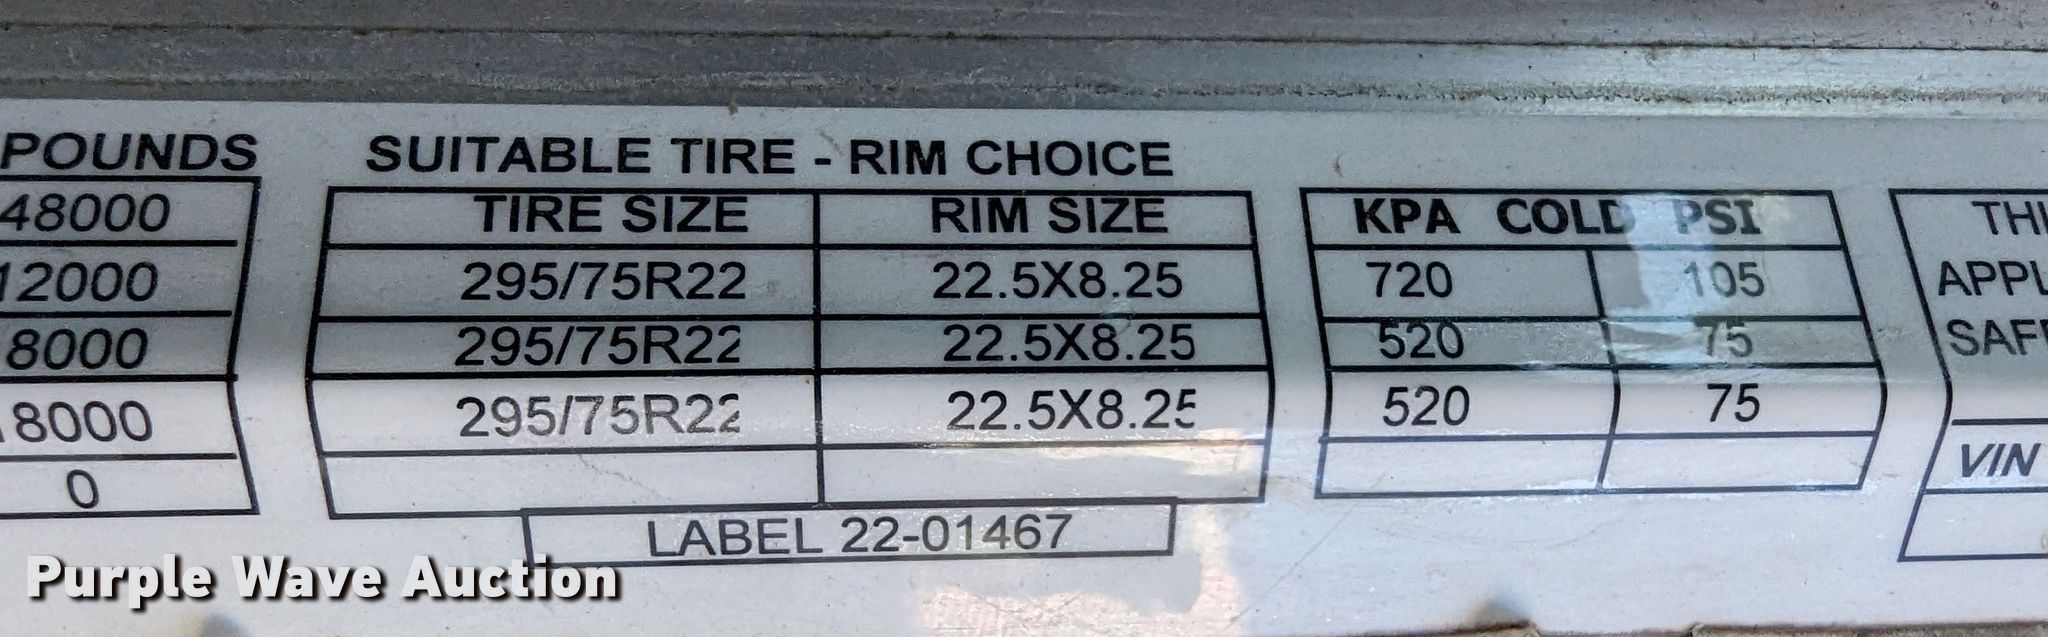 POUNDS SUITABLE TIRE - RIM CHOICE
48000 TIRE SIZE RIM SIZE KPA COLD PSI THI
12000 295/75R22 22.5X8.25 720 105 APPL
8000 295/75R22 22.5X8.25 520 75 SAF
18000 295/75R22 22.5X8.25 520 75
0 VIN
LABEL 22-01467
Purple Wave Auction